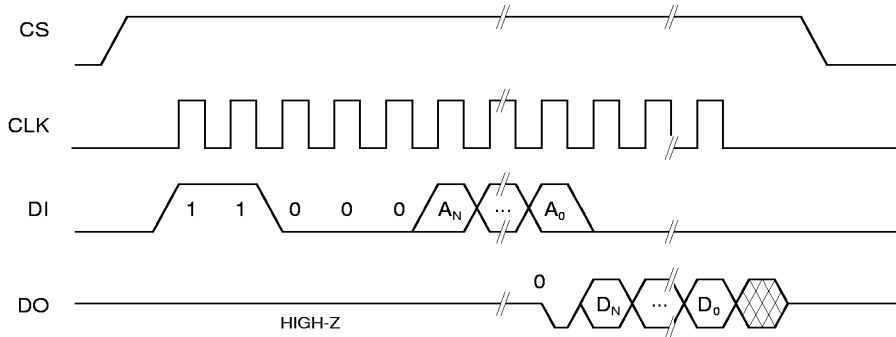 CS
CLK
DI 1 1 0 0 0 A_N ... A_0
0
DO D_N ... D_0
HIGH-Z